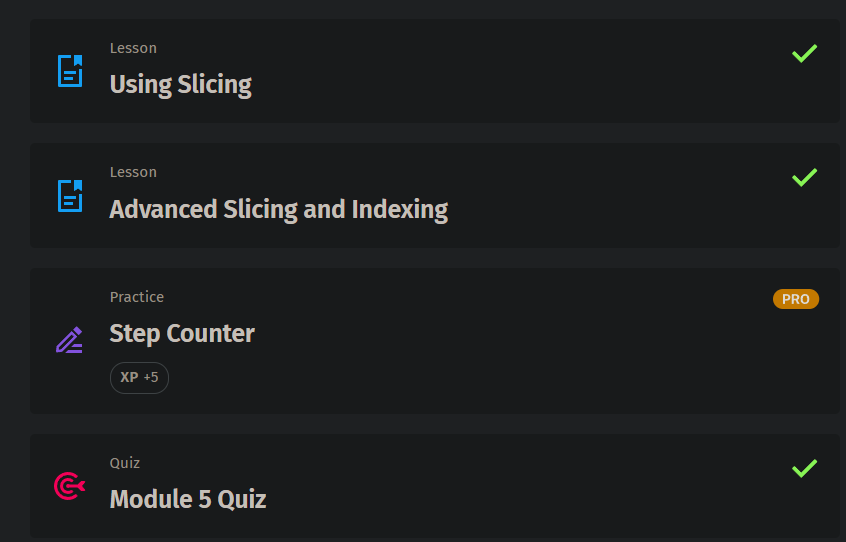 Lesson
Using Slicing
Lesson
Advanced Slicing and Indexing
Practice
PRO
Step Counter
XP +5
Quiz
Module 5 Quiz